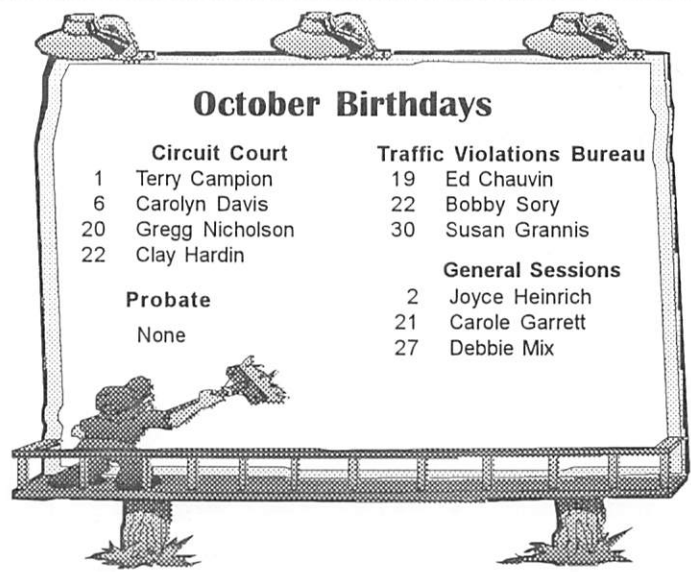 October Birthdays
Circuit Court
1 Terry Campion
6 Carolyn Davis
20 Gregg Nicholson
22 Clay Hardin
Probate
None
Traffic Violations Bureau
19 Ed Chauvin
22 Bobby Sory
30 Susan Grannis
General Sessions
2 Joyce Heinrich
21 Carole Garrett
27 Debbie Mix